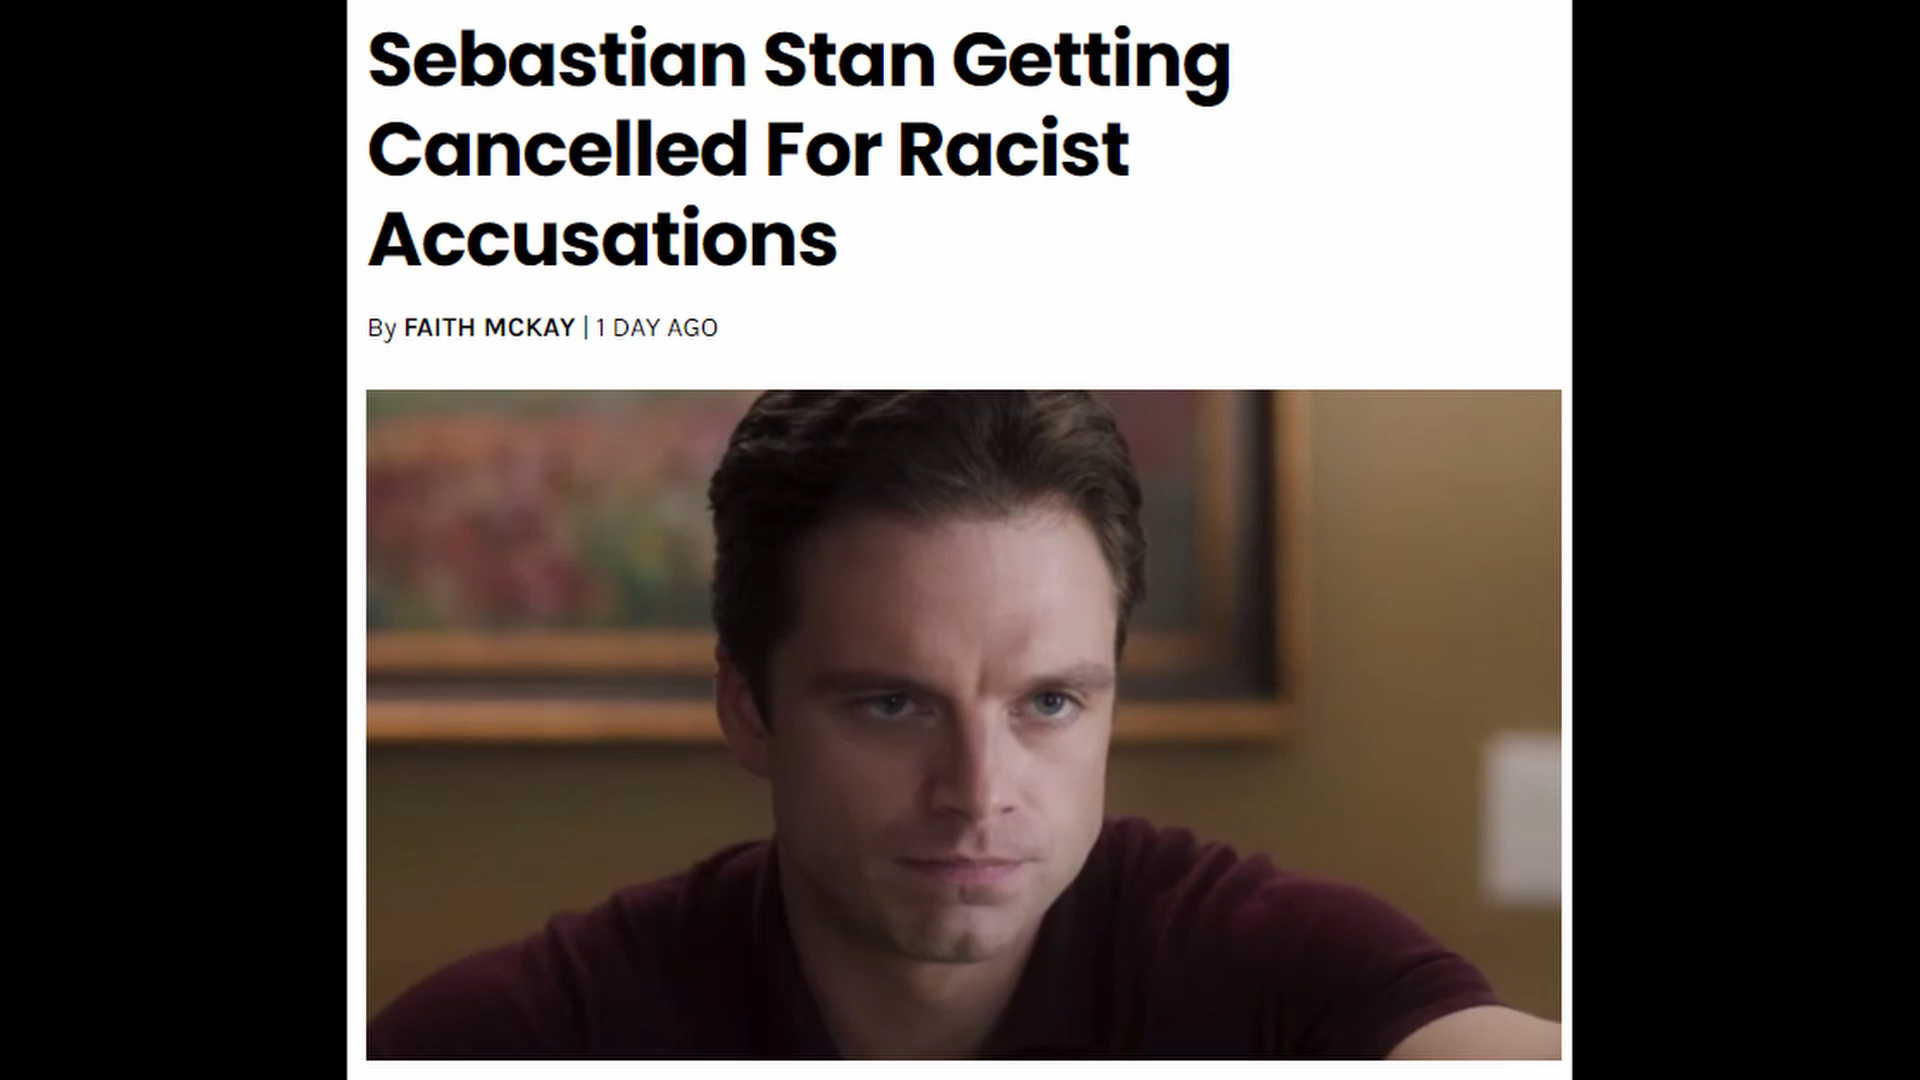 Sebastian Stan Getting
Cancelled For Racist
Accusations
By FAITH MCKAY | 1 DAY AGO